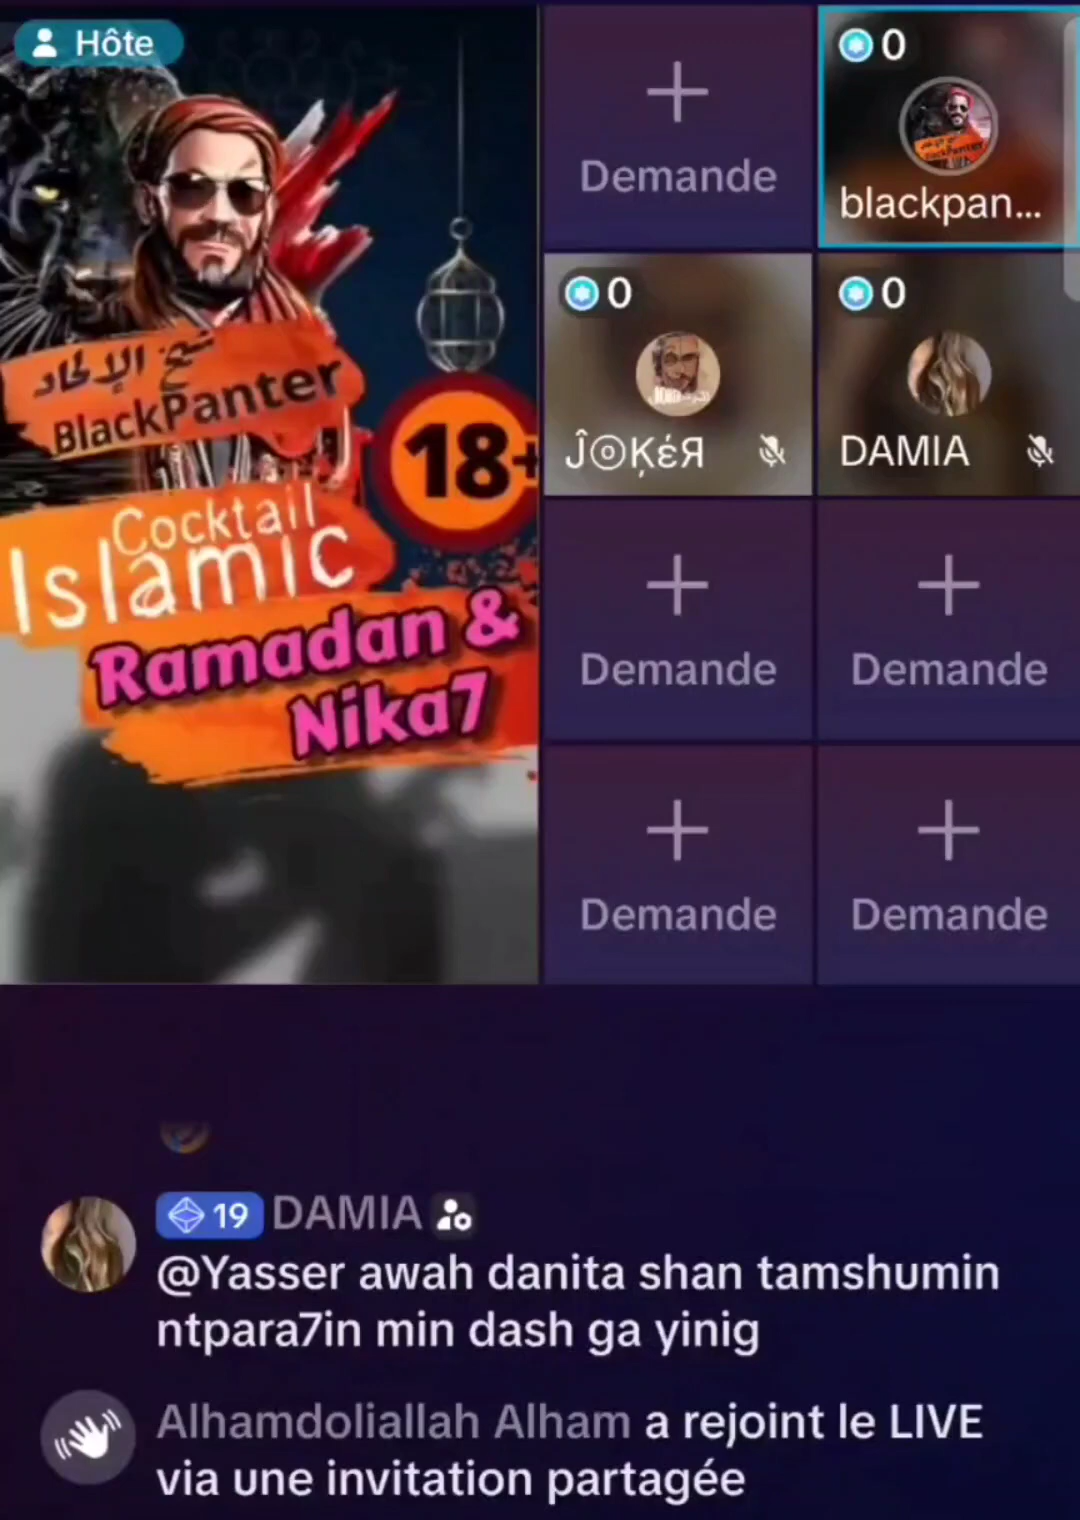 Hôte
شيخ الإلحاد
BlackPanter
18+
Cocktail
Islamic
Ramadan &
Nika7
Demande
0
blackpan...
0
ĴʘĶέЯ
0
DAMIA
Demande
Demande
Demande
Demande
19 DAMIA
@Yasser awah danita shan tamshumin
ntpara7in min dash ga yinig
Alhamdoliallah Alham a rejoint le LIVE
via une invitation partagée